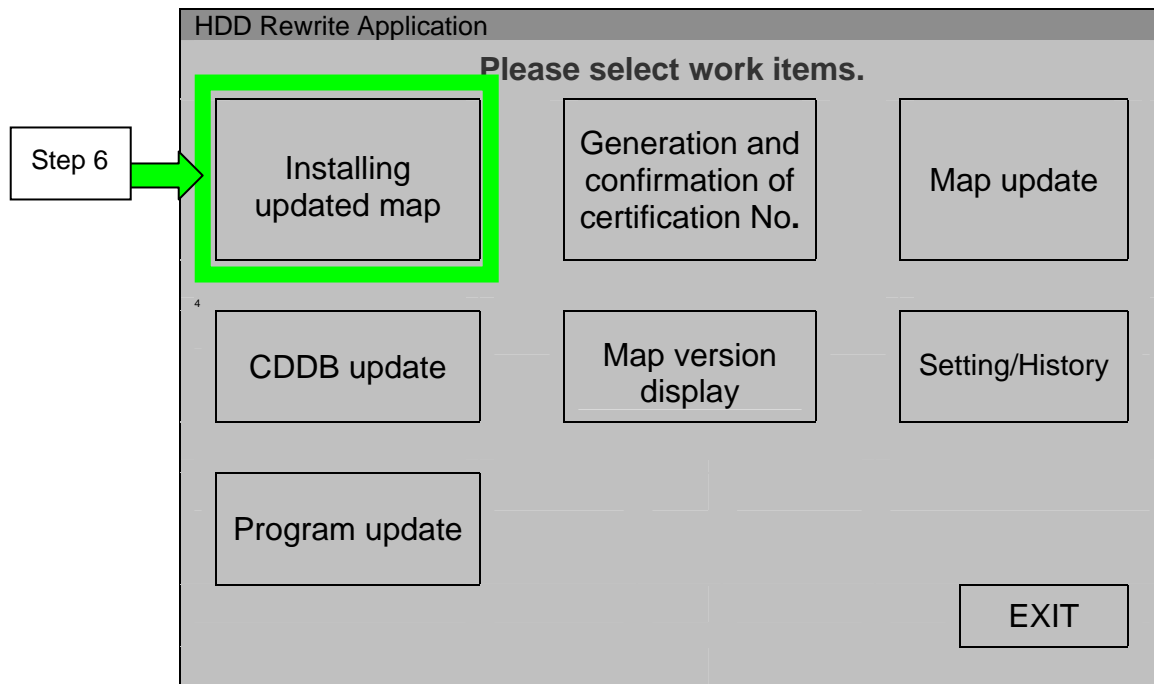 HDD Rewrite Application
Please select work items.
Step 6
Installing
updated map
Generation and
confirmation of
certification No.
Map update
4
CDDB update
Map version
display
Setting/History
Program update
EXIT